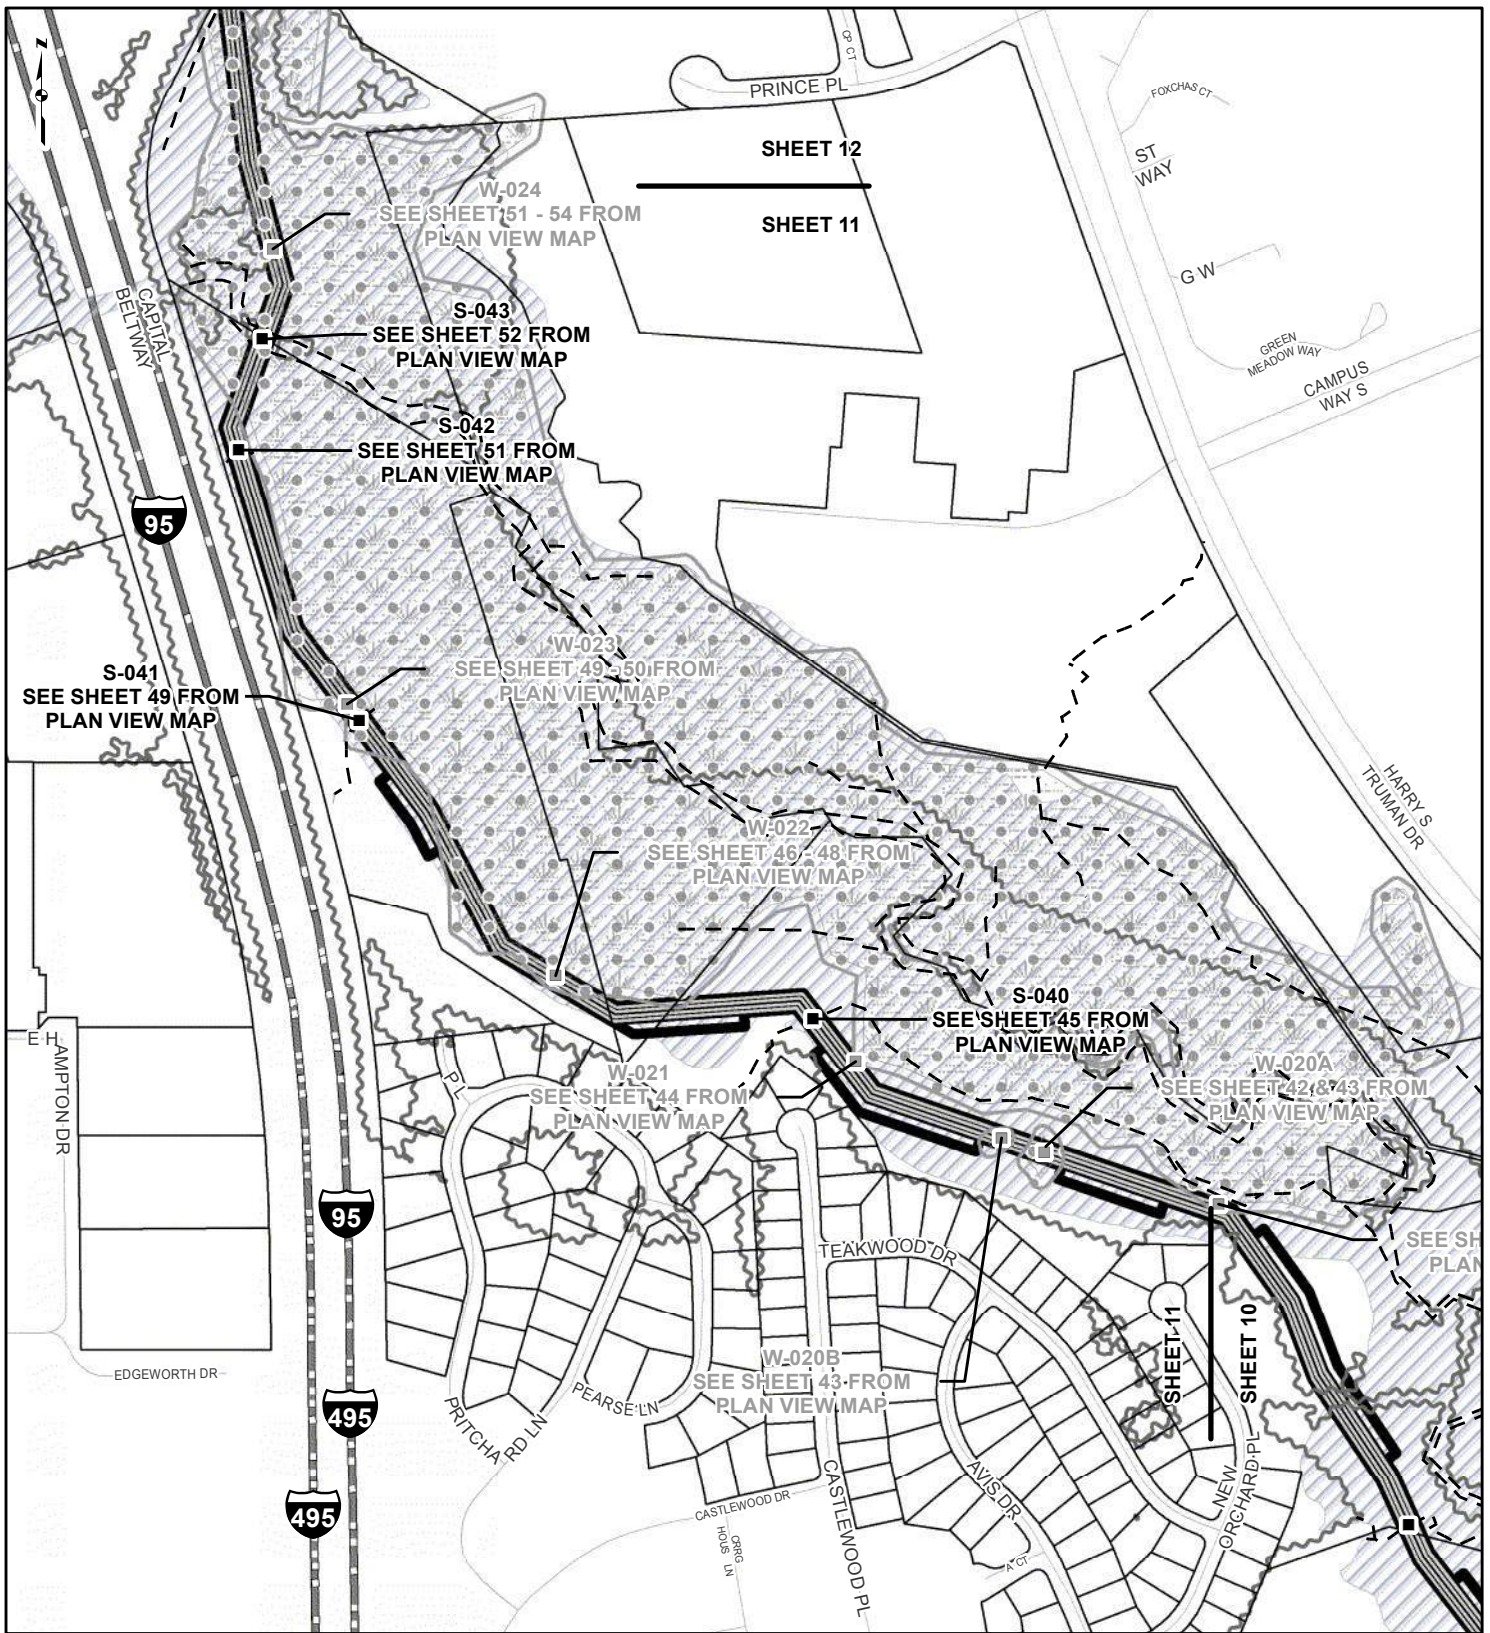 N
CP CT
PRINCE PL
FOXCHAS CT
SHEET 12
ST
WAY
W-024
SEE SHEET 51 - 54 FROM
PLAN VIEW MAP
SHEET 11
G W
CAPITAL
BELTWAY
S-043
SEE SHEET 52 FROM
PLAN VIEW MAP
GREEN
MEADOW WAY
CAMPUS
WAY S
S-042
SEE SHEET 51 FROM
PLAN VIEW MAP
95
W-023
SEE SHEET 49 - 50 FROM
PLAN VIEW MAP
S-041
SEE SHEET 49 FROM
PLAN VIEW MAP
HARRY S
TRUMAN DR
W-022
SEE SHEET 46 - 48 FROM
PLAN VIEW MAP
S-040
SEE SHEET 45 FROM
PLAN VIEW MAP
E HAMPTON DR
PL
W-021
SEE SHEET 44 FROM
PLAN VIEW MAP
W-020A
SEE SHEET 42 & 43 FROM
PLAN VIEW MAP
95
TEAKWOOD DR
SEE SH
PLAN
SHEET 11
SHEET 10
W-020B
SEE SHEET 43 FROM
PLAN VIEW MAP
EDGEWORTH DR
PEARSE LN
495
PRITCHARD LN
CASTLEWOOD PL
AVIS DR
NEW
ORCHARD PL
CASTLEWOOD DR
495
CRRG
HOUS LN
A CT